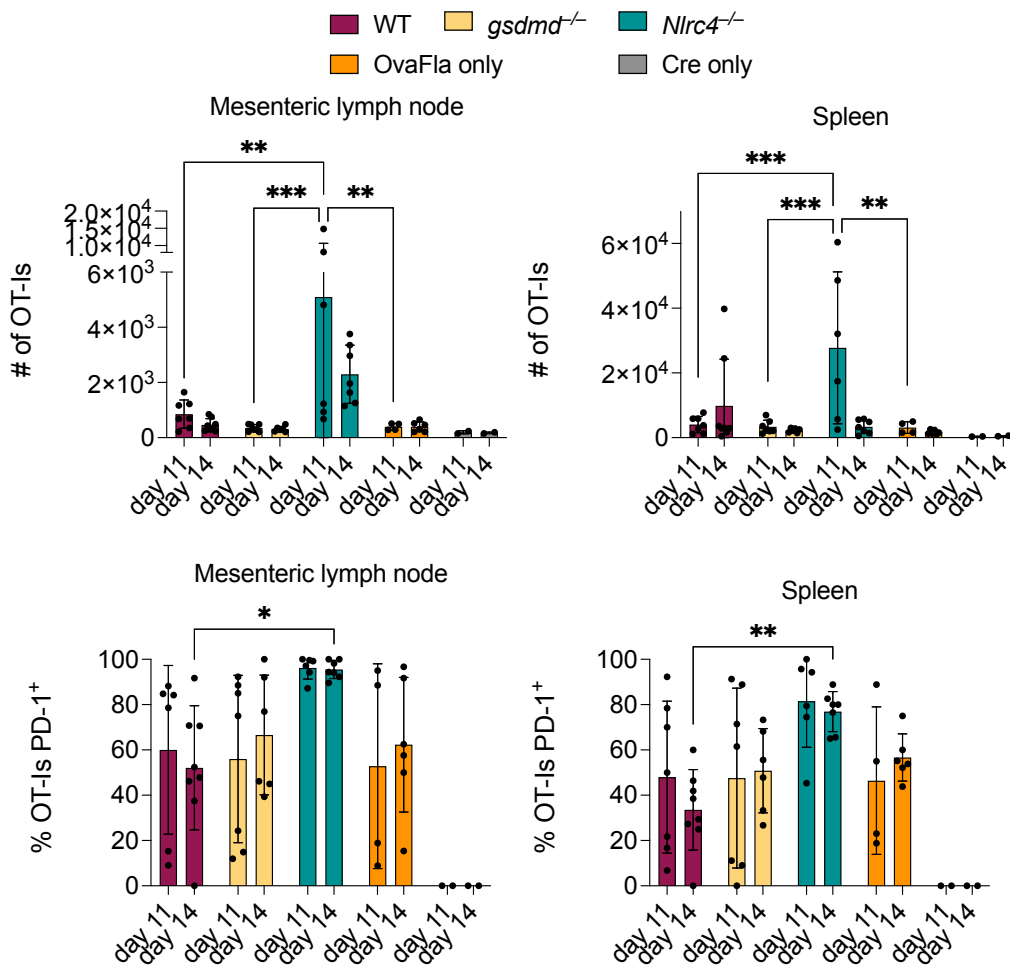 WT gsdmd–/– Nlrc4–/–
OvaFla only Cre only
Mesenteric lymph node
**
*** **
2.0×10⁴
1.5×10⁴
1.0×10⁴
6×10³
4×10³
2×10³
0
# of OT-Is
day 11 day 14 day 11 day 14 day 11 day 14 day 11 day 14 day 11 day 14
Spleen
***
*** **
6×10⁴
4×10⁴
2×10⁴
0
# of OT-Is
day 11 day 14 day 11 day 14 day 11 day 14 day 11 day 14 day 11 day 14
Mesenteric lymph node
*
100
80
60
40
20
0
% OT-Is PD-1⁺
day 11 day 14 day 11 day 14 day 11 day 14 day 11 day 14 day 11 day 14
Spleen
**
100
80
60
40
20
0
% OT-Is PD-1⁺
day 11 day 14 day 11 day 14 day 11 day 14 day 11 day 14 day 11 day 14